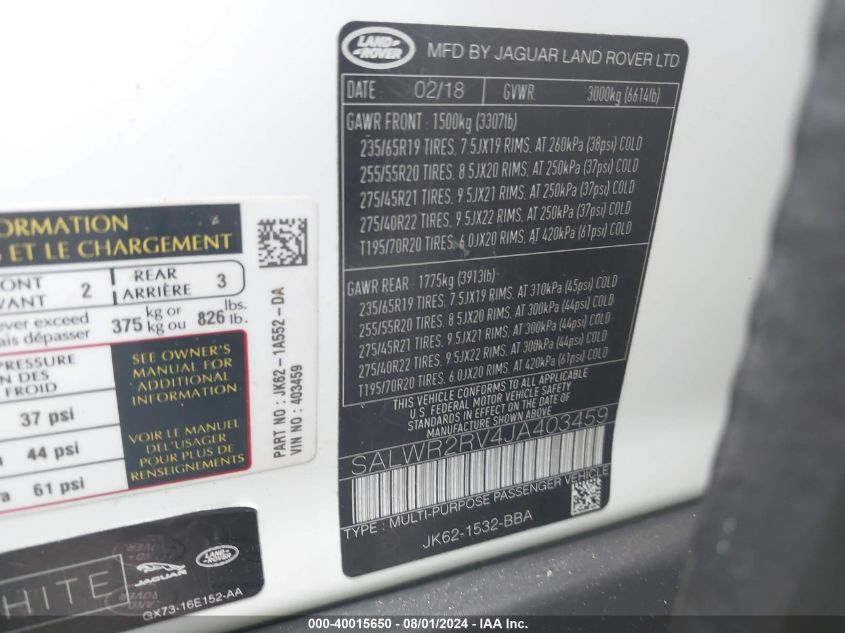 LAND ROVER
MFD BY JAGUAR LAND ROVER LTD
DATE : 02/18 GVWR: 3000kg (6614lb)
GAWR FRONT : 1500kg (3307lb)
235/65R19 TIRES, 7.5JX19 RIMS, AT 260kPa (38psi) COLD
255/55R20 TIRES, 8.5JX20 RIMS, AT 250kPa (37psi) COLD
275/45R21 TIRES, 9.5JX21 RIMS, AT 250kPa (37psi) COLD
275/40R22 TIRES, 9.5JX22 RIMS, AT 250kPa (37psi) COLD
T195/70R20 TIRES, 6.0JX20 RIMS, AT 420kPa (61psi) COLD
GAWR REAR : 1775kg (3913lb)
235/65R19 TIRES, 7.5JX19 RIMS, AT 310kPa (45psi) COLD
255/55R20 TIRES, 8.5JX20 RIMS, AT 300kPa (44psi) COLD
275/45R21 TIRES, 9.5JX21 RIMS, AT 300kPa (44psi) COLD
275/40R22 TIRES, 9.5JX22 RIMS, AT 300kPa (44psi) COLD
T195/70R20 TIRES, 6.0JX20 RIMS, AT 420kPa (61psi) COLD
THIS VEHICLE CONFORMS TO ALL APPLICABLE
U.S. FEDERAL MOTOR VEHICLE SAFETY
STANDARDS IN EFFECT ON THE DATE OF
MANUFACTURE SHOWN ABOVE
SALWR2RV4JA403459
TYPE : MULTI-PURPOSE PASSENGER VEHICLE
JK62-1532-BBA
ORMATION
S ET LE CHARGEMENT
ONT
VANT 2 REAR
ARRIÈRE 3
ever exceed
ais dépasser 375 kg or
kg ou 826 lbs.
lb.
PRESSURE
ON DES
FROID
37 psi
44 psi
ra 61 psi
SEE OWNER'S
MANUAL FOR
ADDITIONAL
INFORMATION
VOIR LE MANUEL
DEL'USAGER
POUR PLUS DE
RENSEIGNEMENTS
PART NO : JK62-1A552-DA
VIN NO : 403459
HITE
JAGUAR
LAND ROVER
GX73-16E152-AA
000-40015650 - 08/01/2024 - IAAI.com